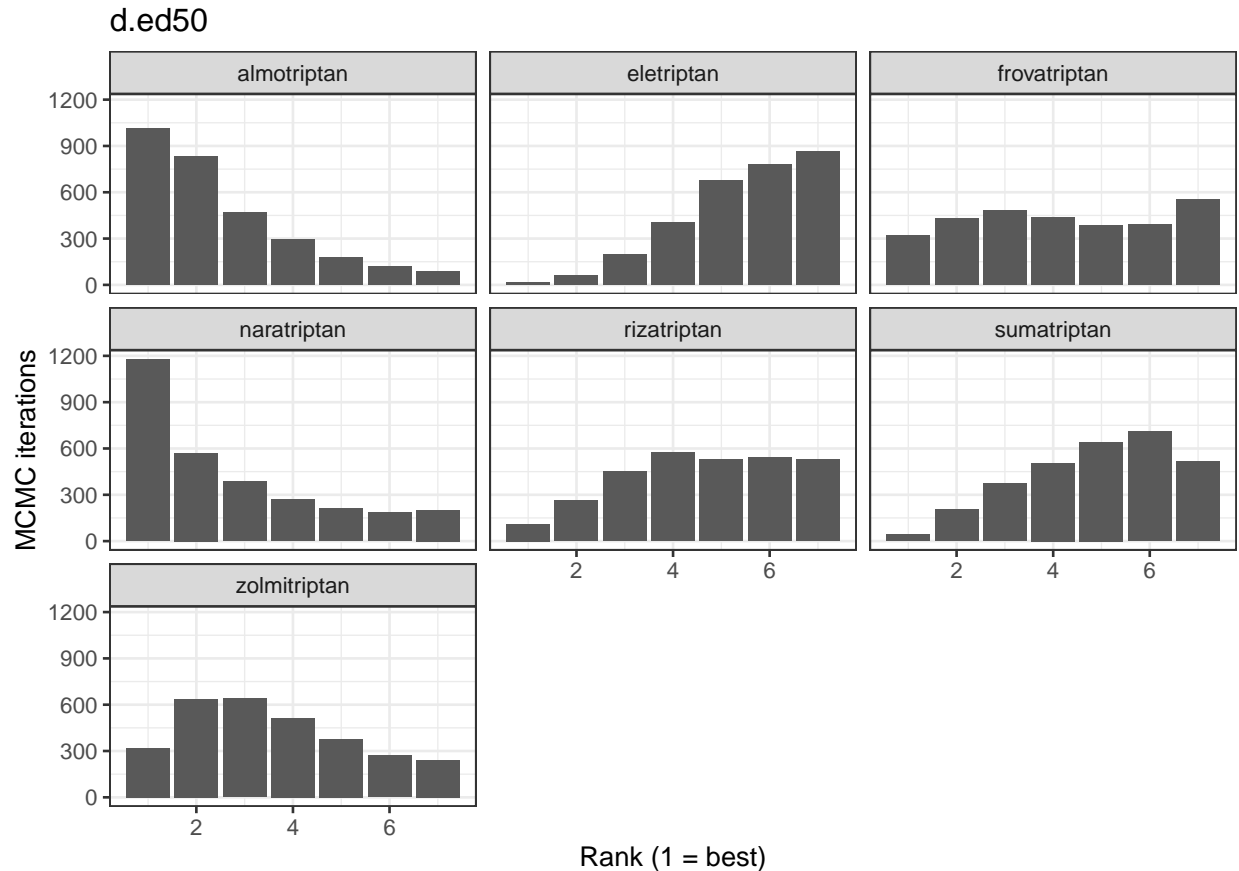 d.ed50
almotriptan
eletriptan
frovatriptan
1200
900
600
300
0
naratriptan
rizatriptan
sumatriptan
1200
900
600
300
0
2 4 6
2 4 6
zolmitriptan
1200
900
600
300
0
2 4 6
MCMC iterations
Rank (1 = best)